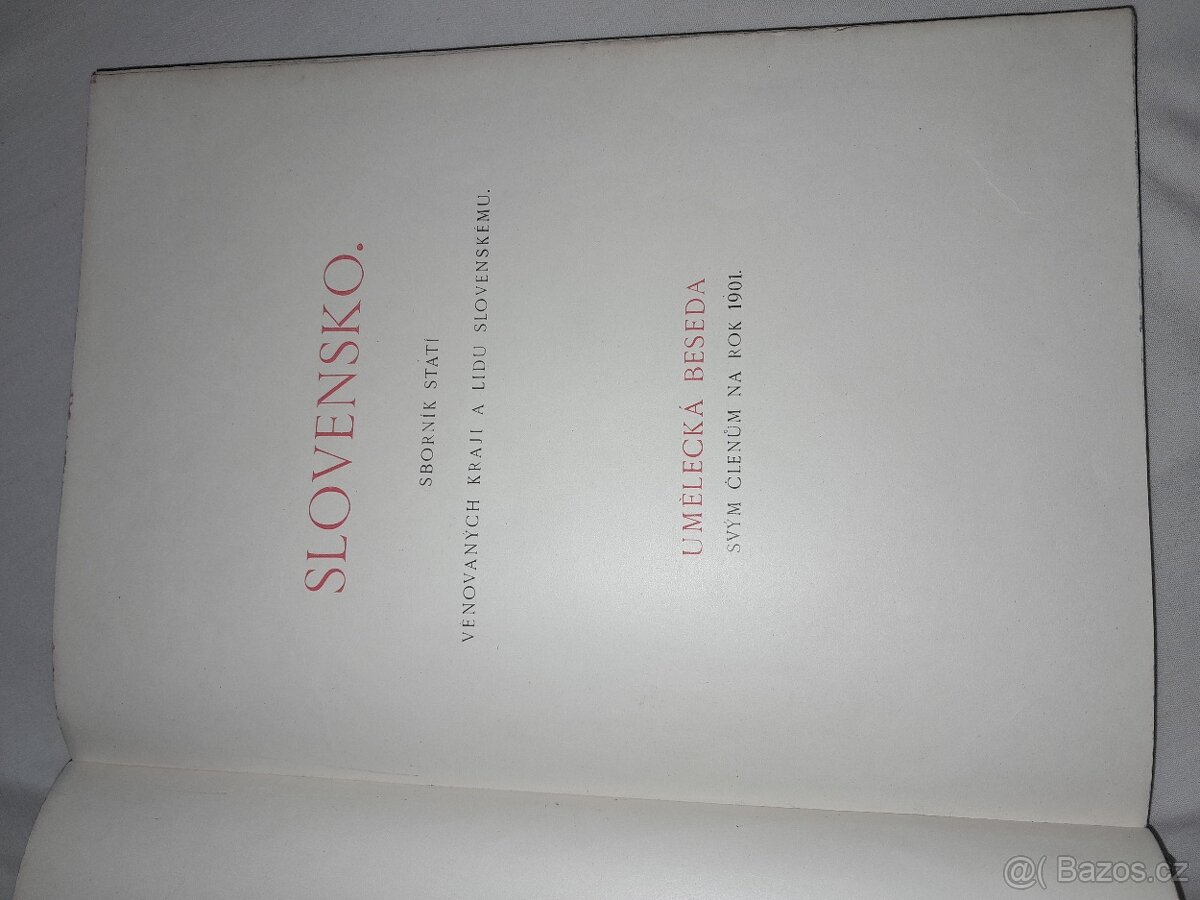 SLOVENSKO.
SBORNÍK STATÍ
VĚNOVANÝCH KRAJI A LIDU SLOVENSKÉMU.
UMĚLECKÁ BESEDA
SVÝM ČLENŮM NA ROK 1901.
@( Bazos.cz